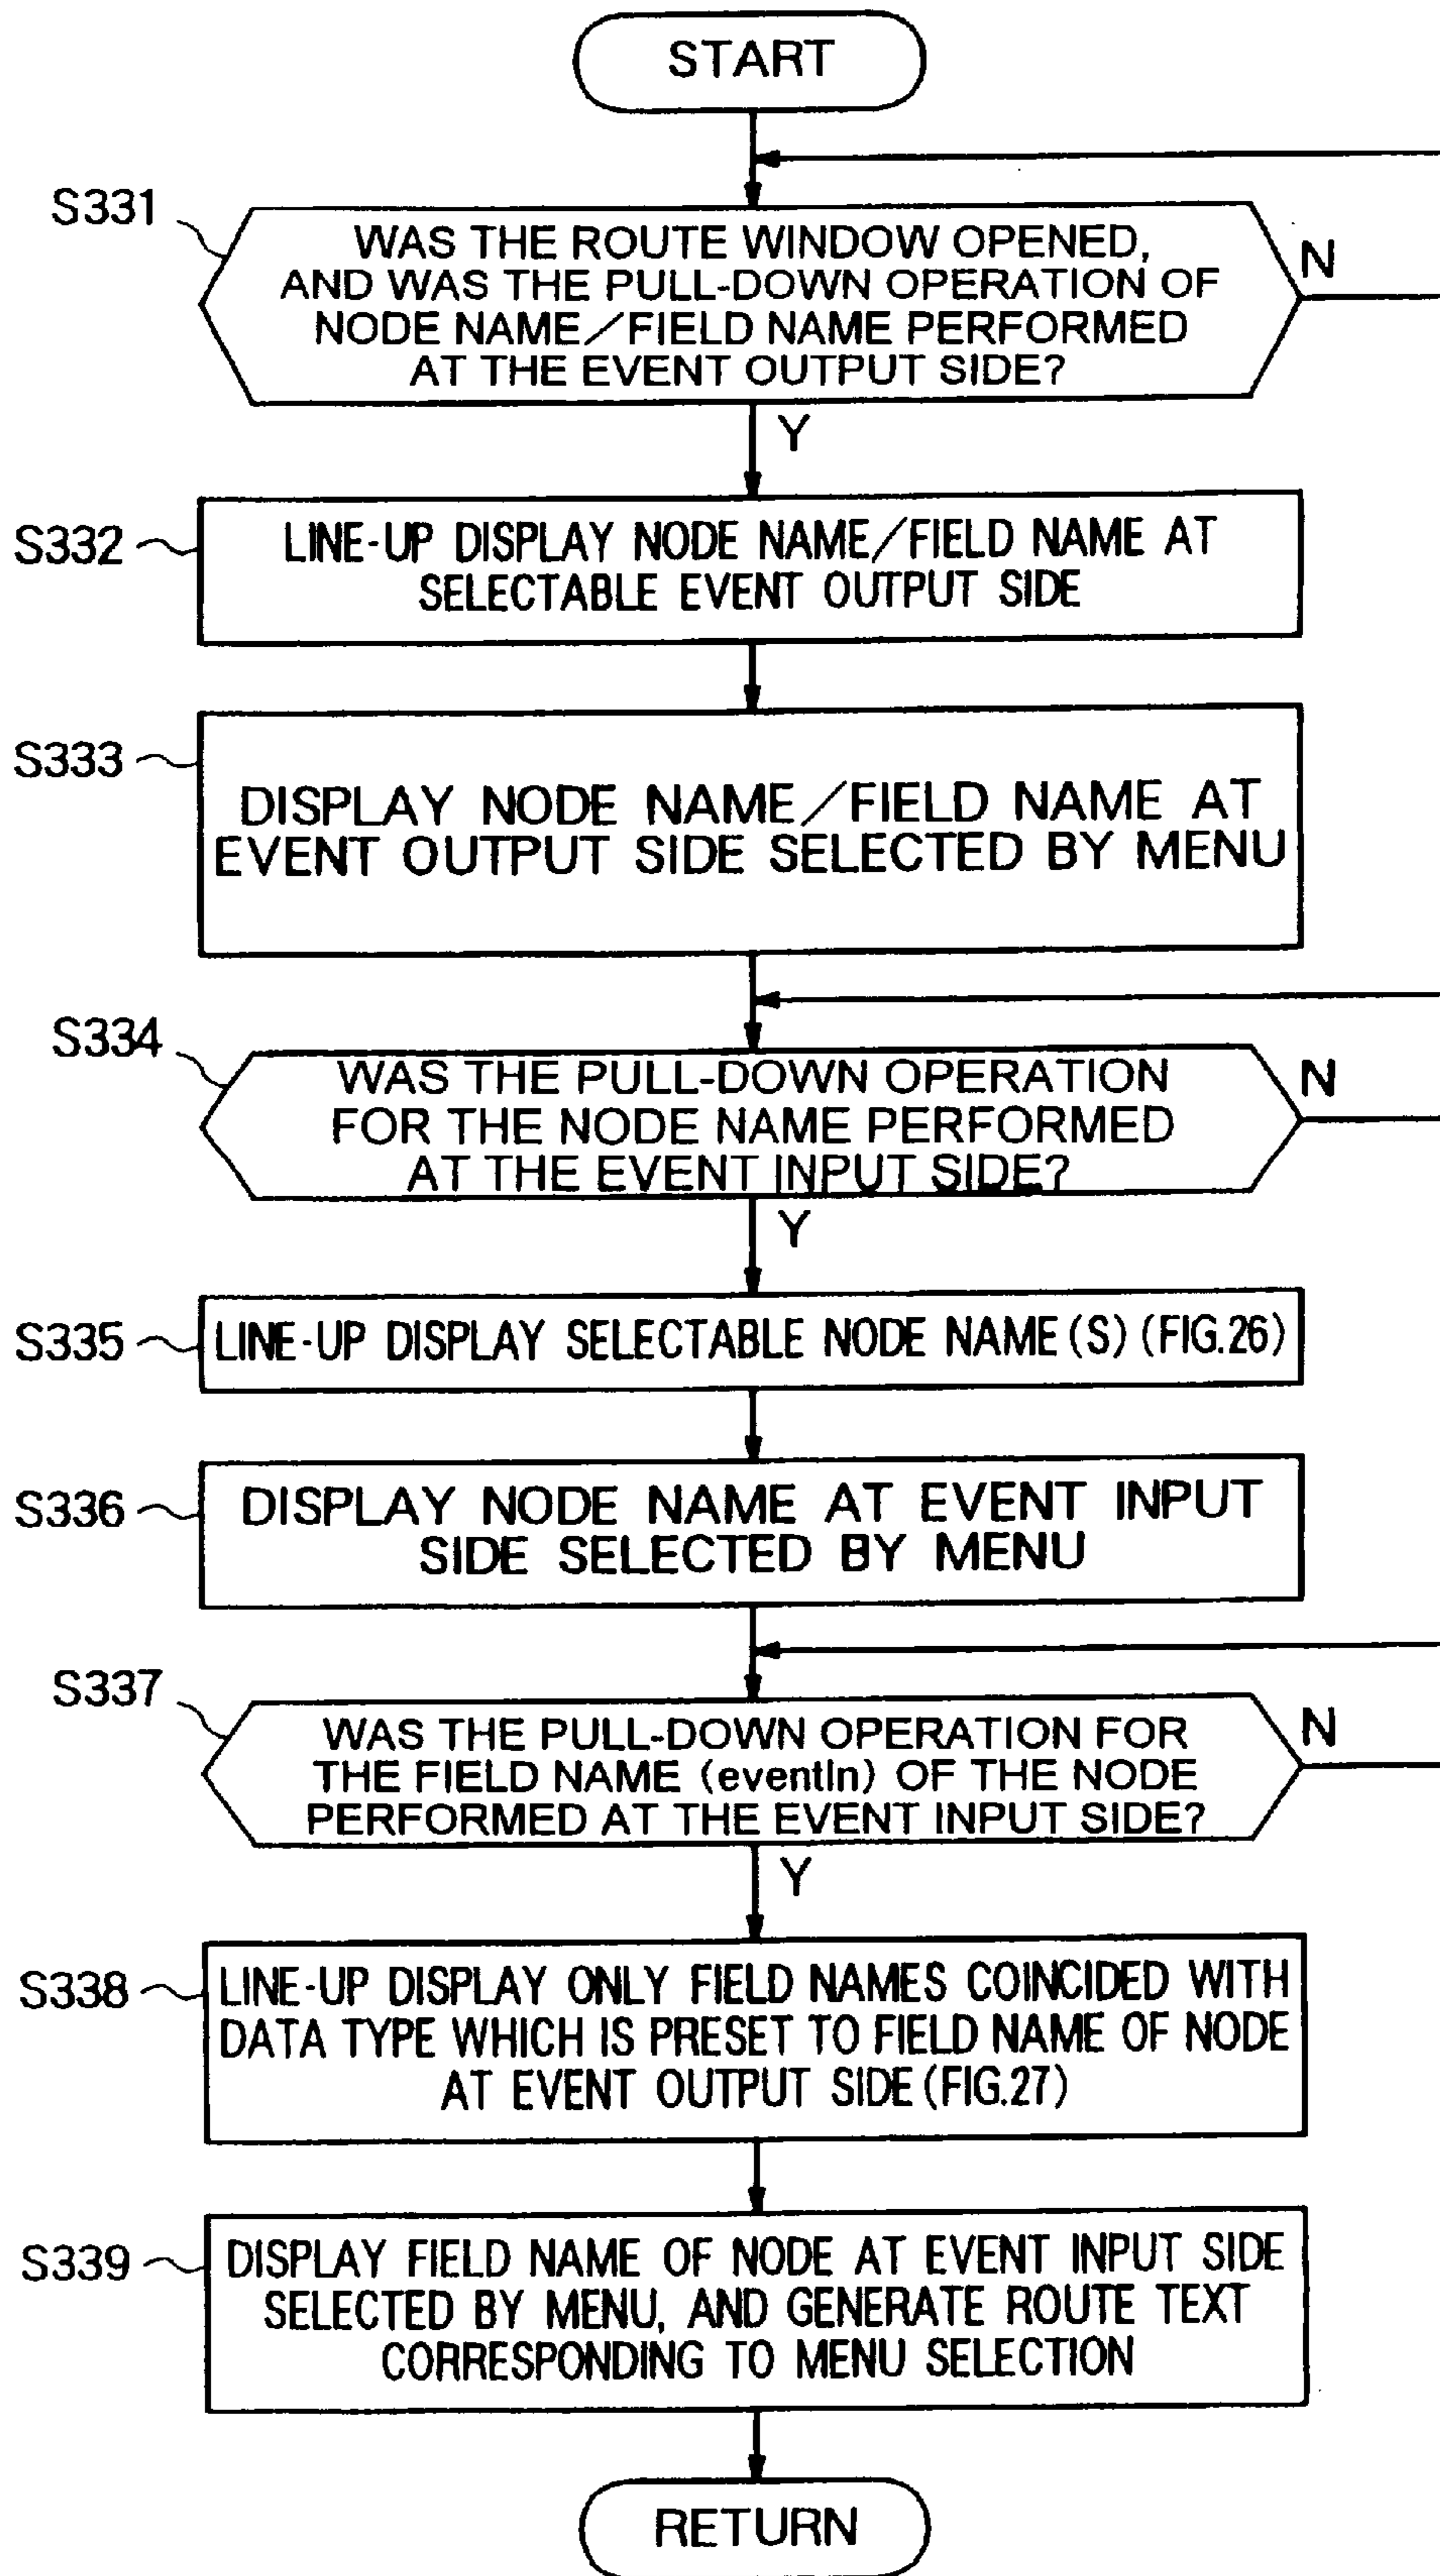 START
S331
WAS THE ROUTE WINDOW OPENED,
AND WAS THE PULL-DOWN OPERATION OF
NODE NAME/FIELD NAME PERFORMED
AT THE EVENT OUTPUT SIDE?
N
Y
S332
LINE-UP DISPLAY NODE NAME/FIELD NAME AT
SELECTABLE EVENT OUTPUT SIDE
S333
DISPLAY NODE NAME/FIELD NAME AT
EVENT OUTPUT SIDE SELECTED BY MENU
S334
WAS THE PULL-DOWN OPERATION
FOR THE NODE NAME PERFORMED
AT THE EVENT INPUT SIDE?
N
Y
S335
LINE-UP DISPLAY SELECTABLE NODE NAME(S) (FIG.26)
S336
DISPLAY NODE NAME AT EVENT INPUT
SIDE SELECTED BY MENU
S337
WAS THE PULL-DOWN OPERATION FOR
THE FIELD NAME (eventIn) OF THE NODE
PERFORMED AT THE EVENT INPUT SIDE?
N
Y
S338
LINE-UP DISPLAY ONLY FIELD NAMES COINCIDED WITH
DATA TYPE WHICH IS PRESET TO FIELD NAME OF NODE
AT EVENT OUTPUT SIDE (FIG.27)
S339
DISPLAY FIELD NAME OF NODE AT EVENT INPUT SIDE
SELECTED BY MENU, AND GENERATE ROUTE TEXT
CORRESPONDING TO MENU SELECTION
RETURN